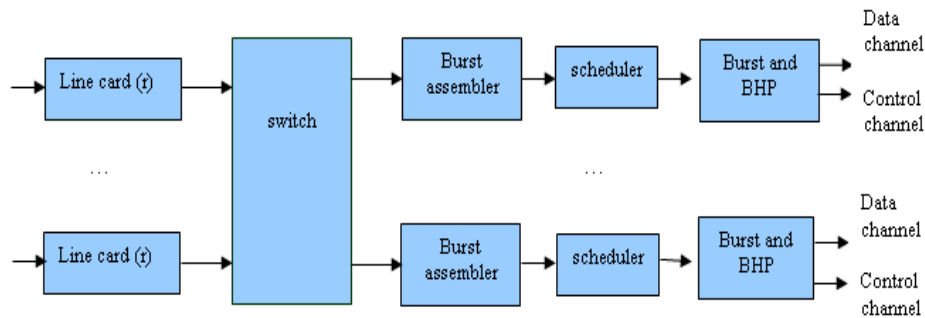 Line card (r)
switch
Burst
assembler
scheduler
Burst and
BHP
Data
channel
Control
channel
...
...
Line card (r)
Burst
assembler
scheduler
Burst and
BHP
Data
channel
Control
channel